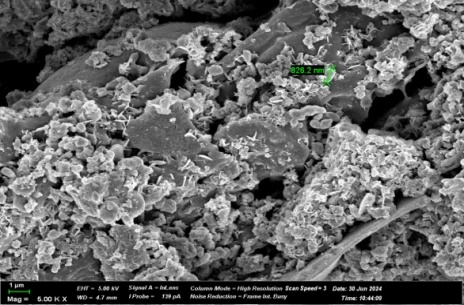 826.2 nm
1 µm
Mag = 5.00 K X
EHT = 5.00 kV Signal A = InLens Column Mode = High Resolution Scan Speed = 3 Date: 30 Jun 2024
WD = 4.7 mm I Probe = 139 pA Noise Reduction = Frame Int. Busy Time: 10:44:09